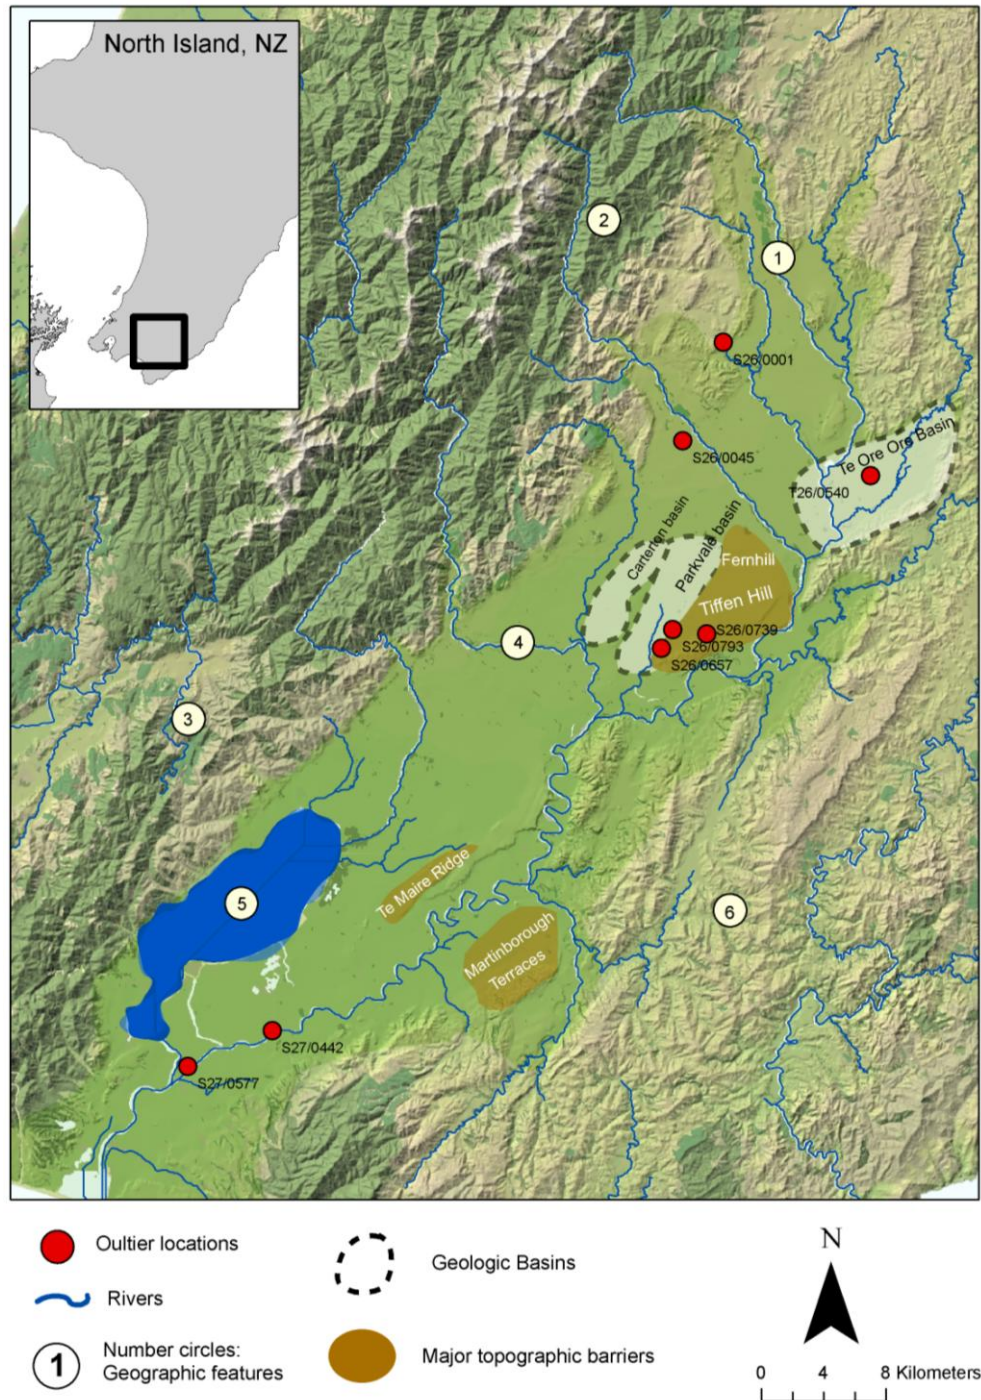 North Island, NZ
2
1
S26/0001
S26/0045
Te Ore Ore Basin
T26/0540
Carterton basin
Parkvale basin
Fernhill
Tiffen Hill
S26/0739
S26/0793
S26/0657
4
3
5
Te Maire Ridge
6
Martinborough
Terraces
S27/0442
S27/0577
Oultier locations
Rivers
1
Number circles:
Geographic features
Geologic Basins
Major topographic barriers
N
0 4 8 Kilometers